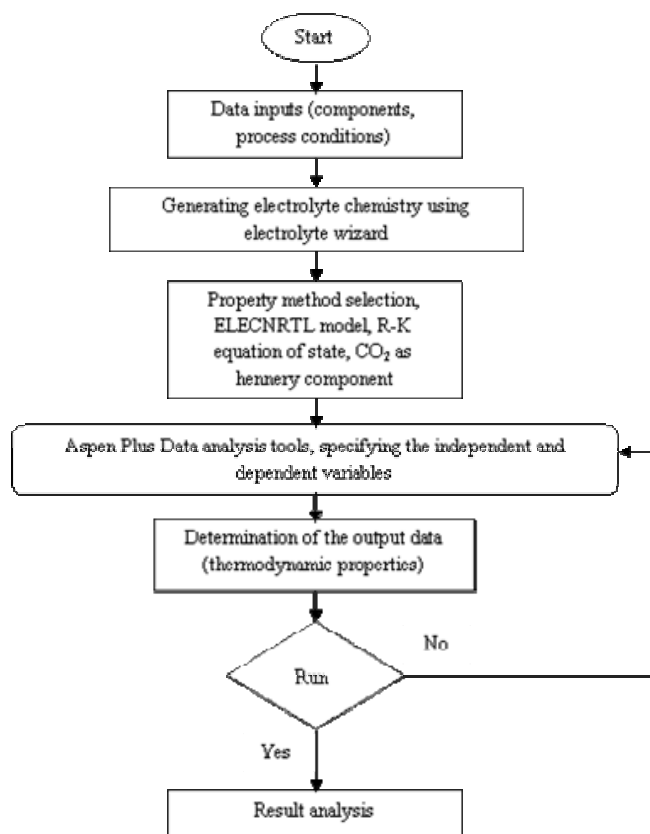 Start
Data inputs (components,
process conditions)
Generating electrolyte chemistry using
electrolyte wizard
Property method selection,
ELECNRTL model, R-K
equation of state, CO₂ as
hennery component
Aspen Plus Data analysis tools, specifying the independent and
dependent variables
Determination of the output data
(thermodynamic properties)
No
Run
Yes
Result analysis